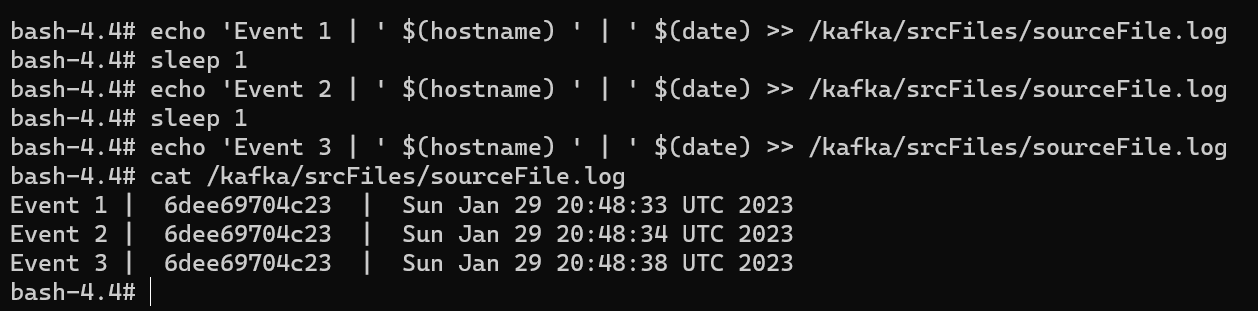 bash-4.4# echo 'Event 1 | ' $(hostname) ' | ' $(date) >> /kafka/srcFiles/sourceFile.log
bash-4.4# sleep 1
bash-4.4# echo 'Event 2 | ' $(hostname) ' | ' $(date) >> /kafka/srcFiles/sourceFile.log
bash-4.4# sleep 1
bash-4.4# echo 'Event 3 | ' $(hostname) ' | ' $(date) >> /kafka/srcFiles/sourceFile.log
bash-4.4# cat /kafka/srcFiles/sourceFile.log
Event 1 |  6dee69704c23  |  Sun Jan 29 20:48:33 UTC 2023
Event 2 |  6dee69704c23  |  Sun Jan 29 20:48:34 UTC 2023
Event 3 |  6dee69704c23  |  Sun Jan 29 20:48:38 UTC 2023
bash-4.4#